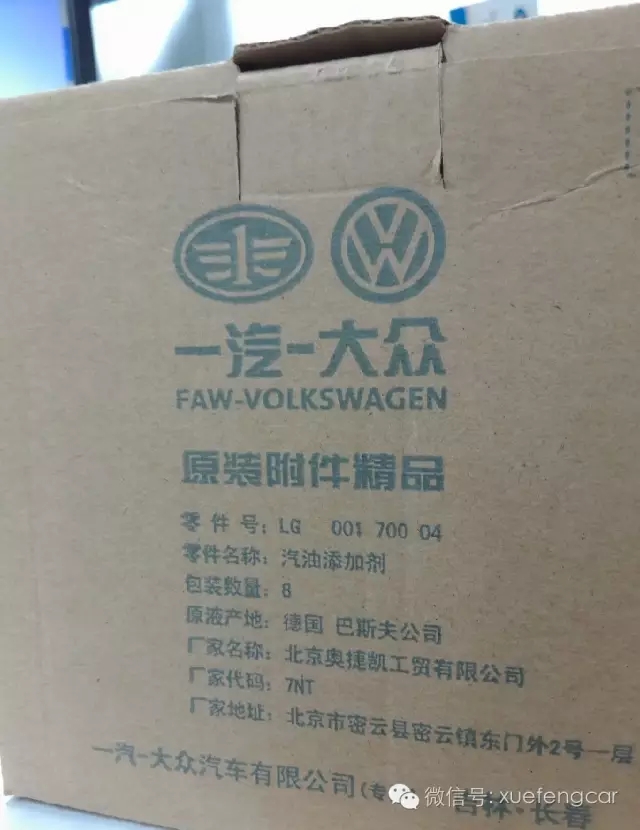 一汽-大众
FAW-VOLKSWAGEN
原装附件精品
零 件 号: LG 001 700 04
零件名称: 汽油添加剂
包装数量: 8
原液产地: 德国 巴斯夫公司
厂家名称: 北京奥捷凯工贸有限公司
厂家代码: 7NT
厂家地址: 北京市密云县密云镇东门外2号一层
一汽-大众汽车有限公司(专 吉林·长春
微信号: xuefengcar